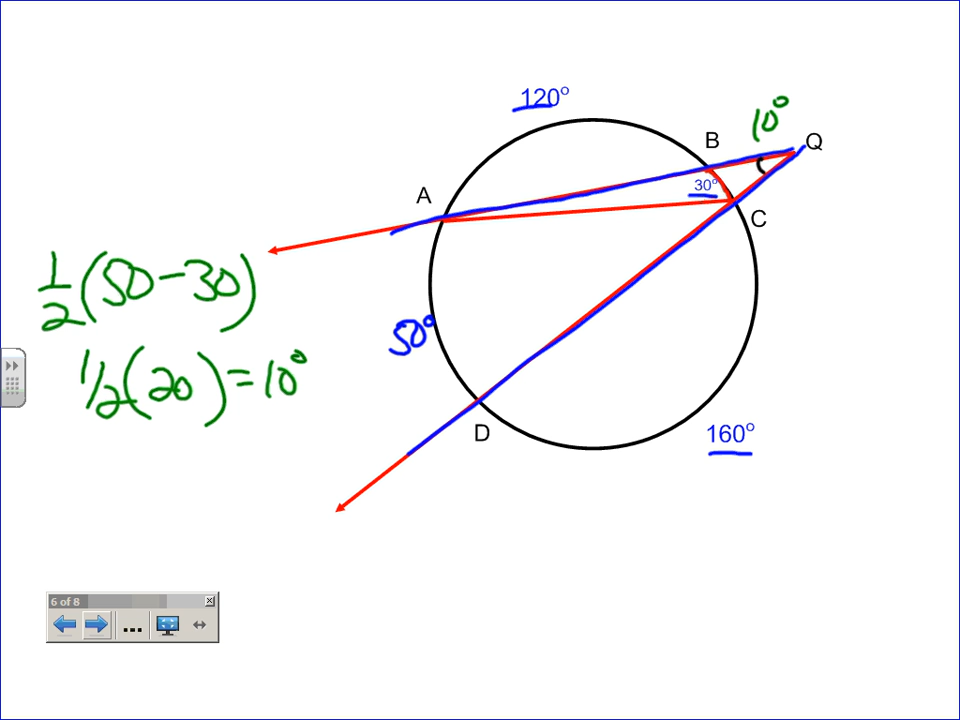 120°
10°
B
Q
30°
A
C
1/2(50-30)
50°
1/2(20)=10°
D
160°
6 of 8
...